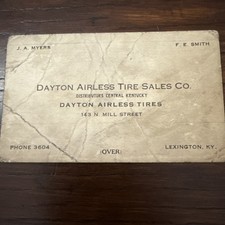 J. A. MYERS F. E. SMITH
DAYTON AIRLESS TIRE SALES CO.
DISTRIBUTORS CENTRAL KENTUCKY
DAYTON AIRLESS TIRES
143 N. MILL STREET
PHONE 3604 (OVER) LEXINGTON, KY.